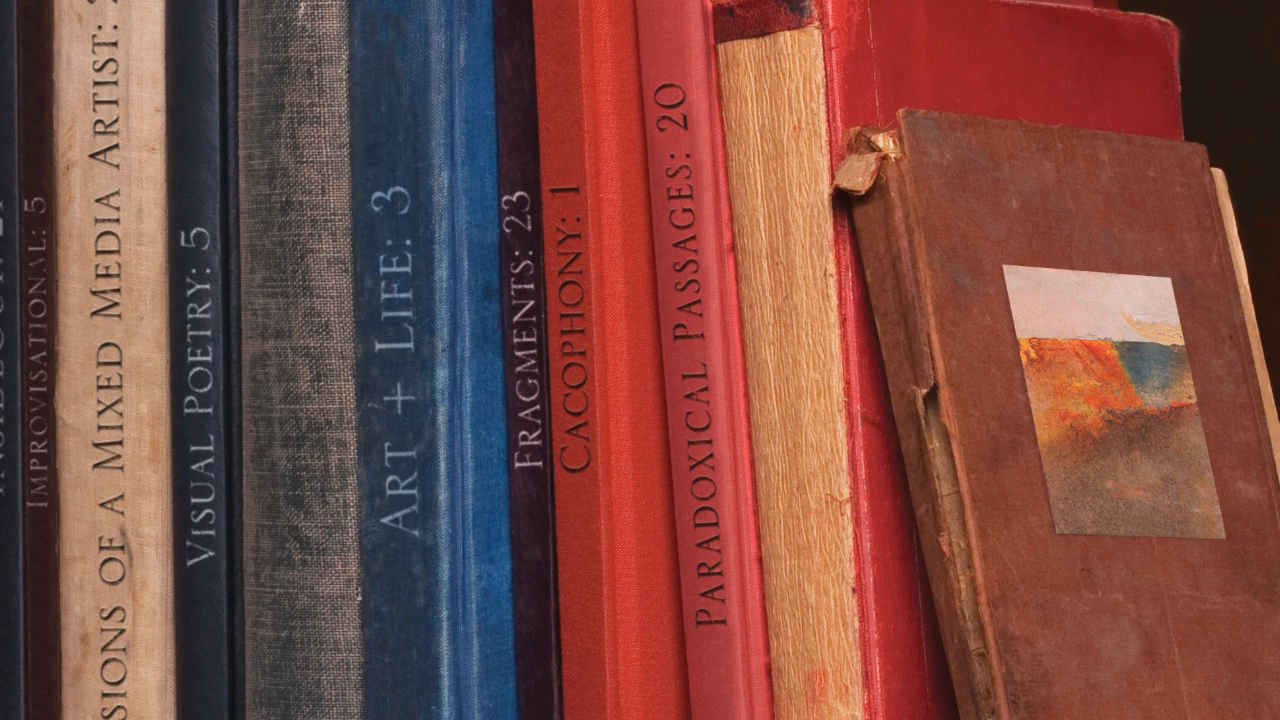 IMPROVISATIONAL: 5
OF A MIXED MEDIA ARTIST:
VISUAL POETRY: 5
ART + LIFE: 3
FRAGMENTS: 23
CACOPHONY: 1
PARADOXICAL PASSAGES: 20